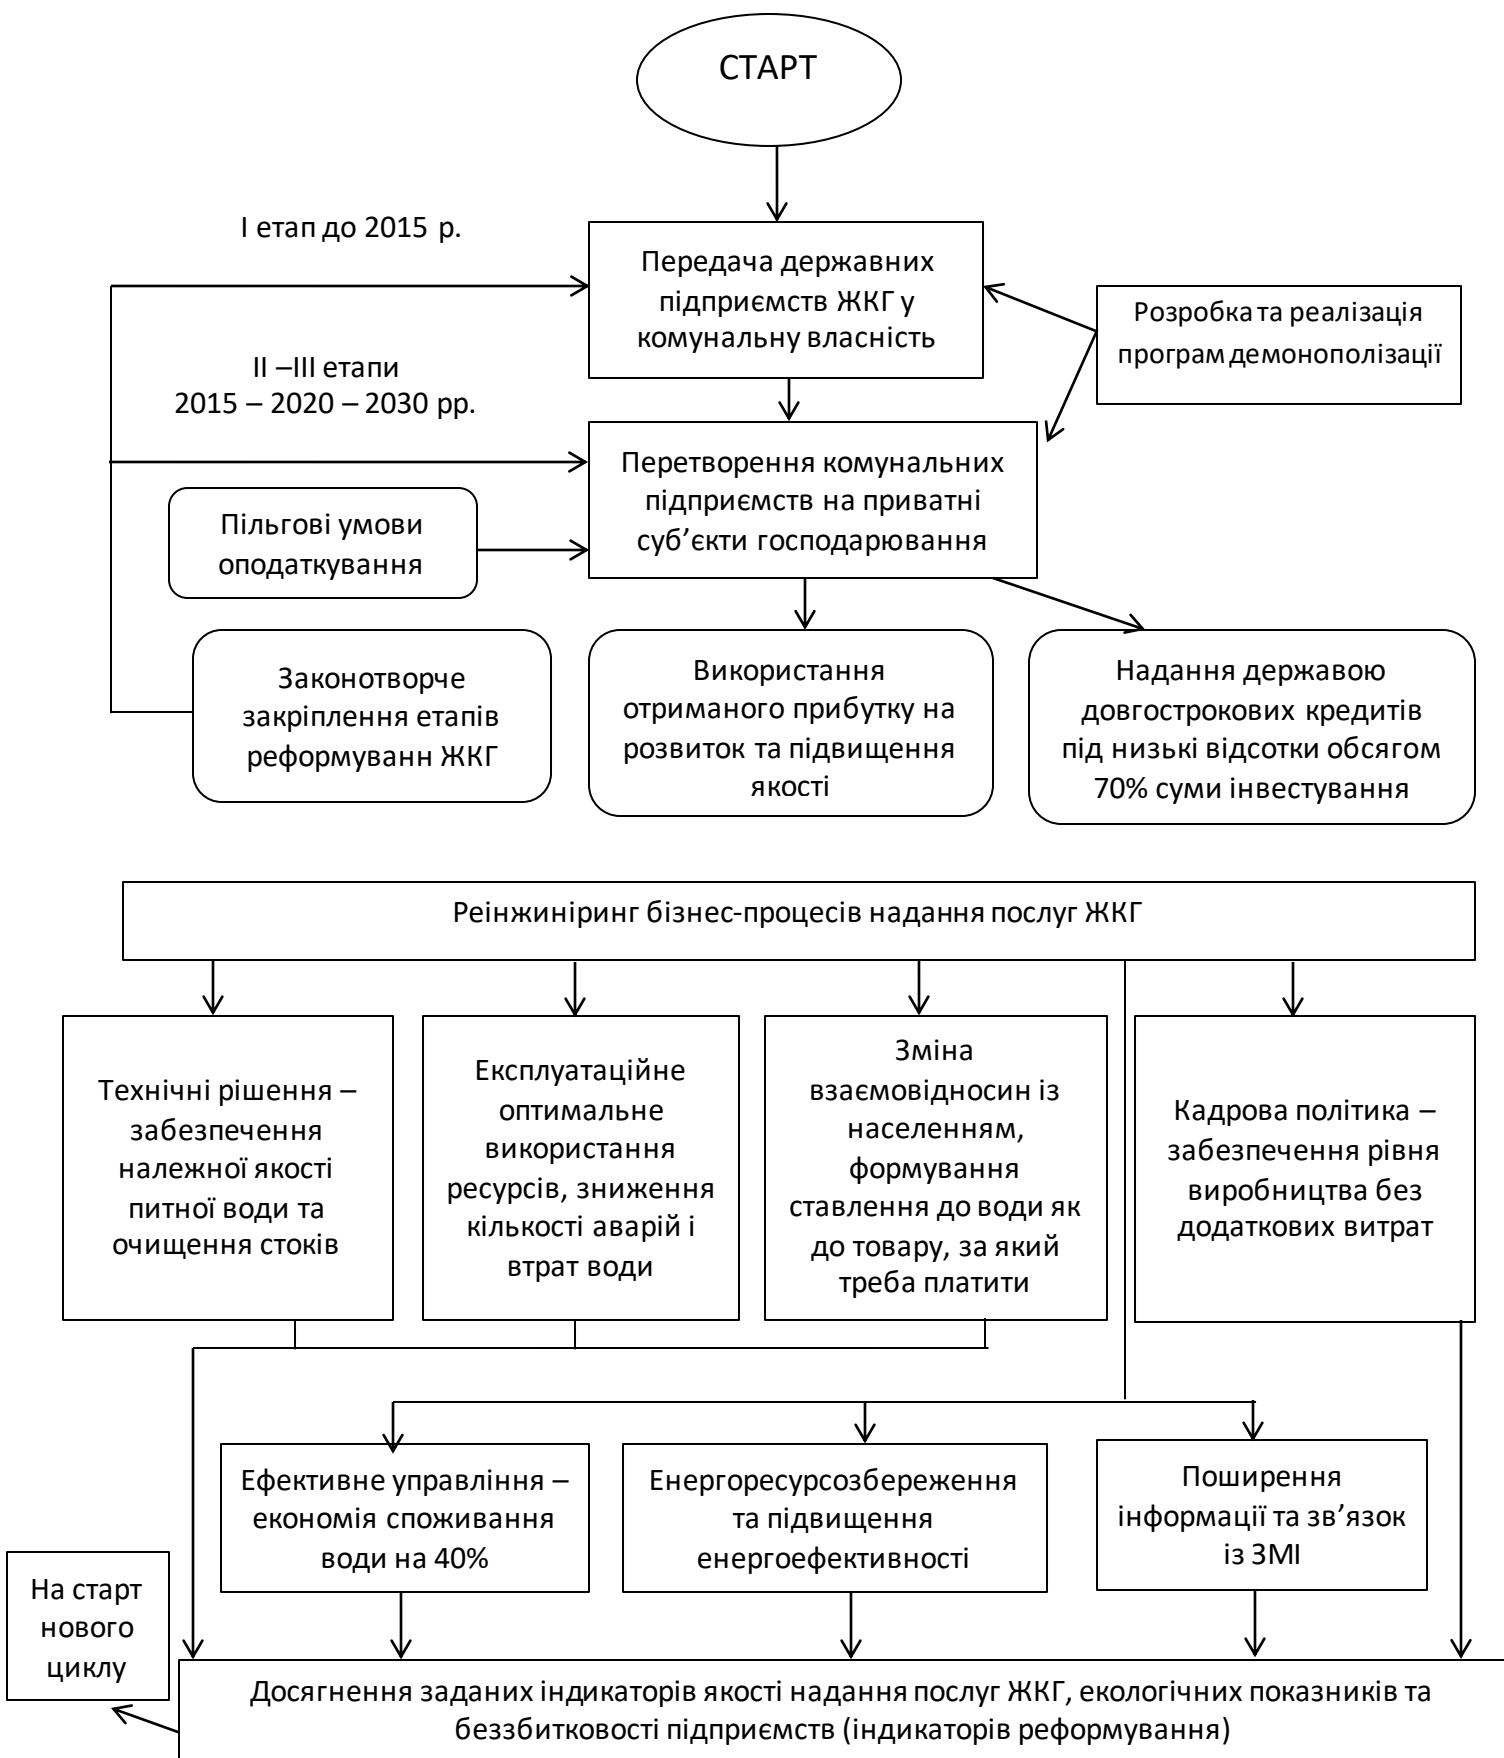 СТАРТ
І етап до 2015 р.
Передача державних
підприємств ЖКГ у
комунальну власність
Розробка та реалізація
програм демонополізації
ІІ –ІІІ етапи
2015 – 2020 – 2030 рр.
Перетворення комунальних
підприємств на приватні
суб’єкти господарювання
Пільгові умови
оподаткування
Законотворче
закріплення етапів
реформуванн ЖКГ
Використання
отриманого прибутку на
розвиток та підвищення
якості
Надання державою
довгострокових кредитів
під низькі відсотки обсягом
70% суми інвестування
Реінжиніринг бізнес-процесів надання послуг ЖКГ
Технічні рішення –
забезпечення
належної якості
питної води та
очищення стоків
Експлуатаційне
оптимальне
використання
ресурсів, зниження
кількості аварій і
втрат води
Зміна
взаємовідносин із
населенням,
формування
ставлення до води як
до товару, за який
треба платити
Кадрова політика –
забезпечення рівня
виробництва без
додаткових витрат
Ефективне управління –
економія споживання
води на 40%
Енергоресурсозбереження
та підвищення
енергоефективності
Поширення
інформації та зв’язок
із ЗМІ
На старт
нового
циклу
Досягнення заданих індикаторів якості надання послуг ЖКГ, екологічних показників та
беззбитковості підприємств (індикаторів реформування)